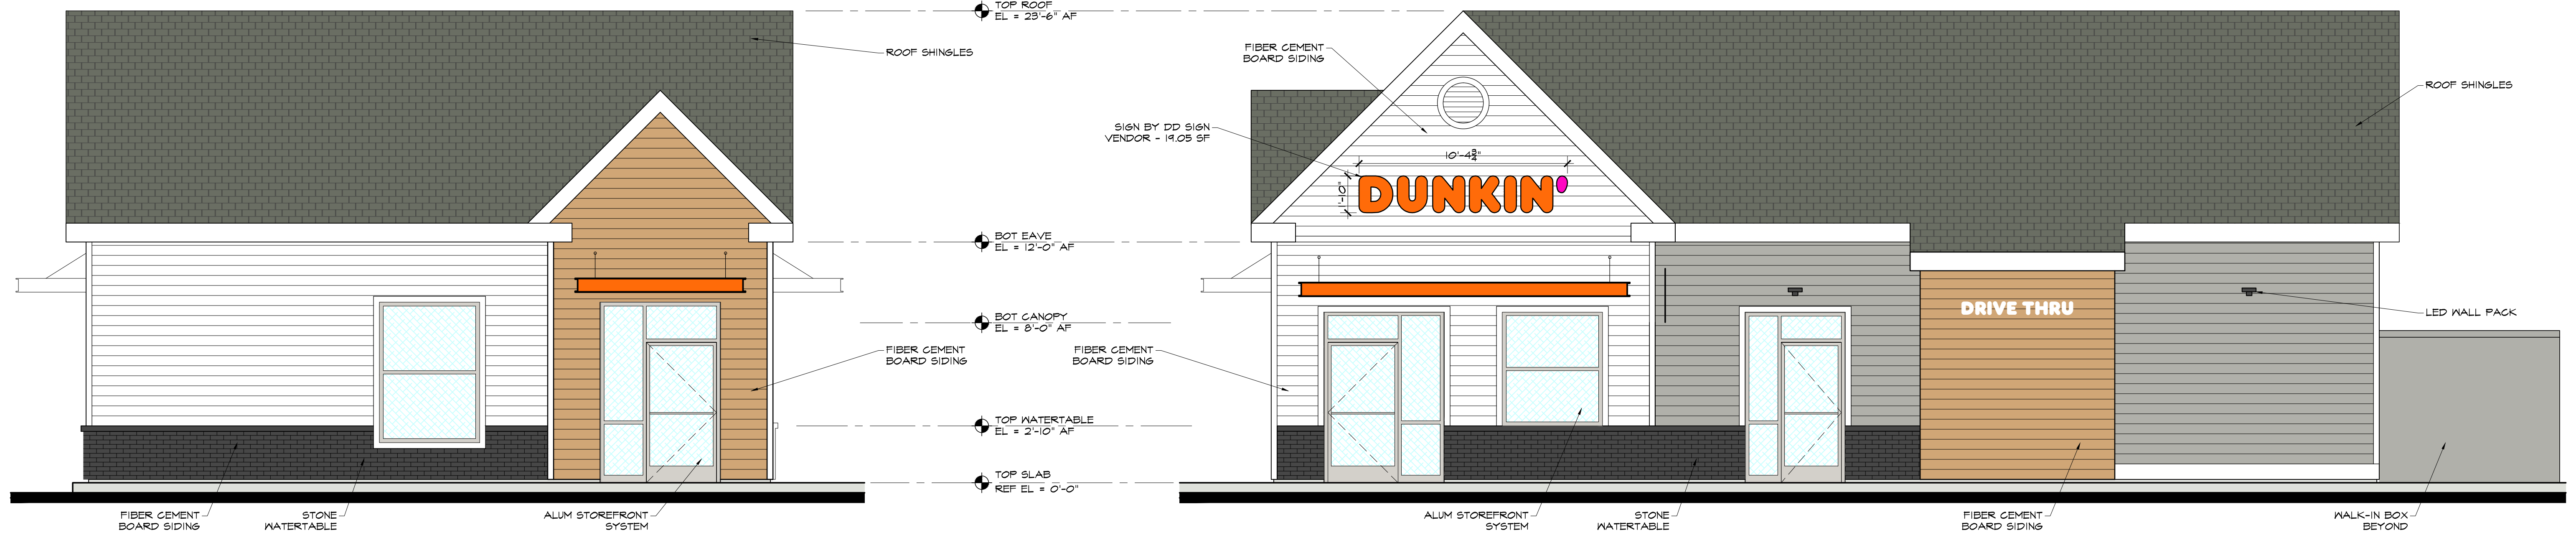 TOP ROOF
EL = 23'-6" AF
ROOF SHINGLES
FIBER CEMENT
BOARD SIDING
ROOF SHINGLES
SIGN BY DD SIGN
VENDOR - 19.05 SF
10'-4¾"
1'-10"
DUNKIN'
BOT EAVE
EL = 12'-0" AF
BOT CANOPY
EL = 8'-0" AF
DRIVE THRU
LED WALL PACK
FIBER CEMENT
BOARD SIDING
FIBER CEMENT
BOARD SIDING
TOP WATERTABLE
EL = 2'-10" AF
TOP SLAB
REF EL = 0'-0"
FIBER CEMENT
BOARD SIDING
STONE
WATERTABLE
ALUM STOREFRONT
SYSTEM
ALUM STOREFRONT
SYSTEM
STONE
WATERTABLE
FIBER CEMENT
BOARD SIDING
WALK-IN BOX
BEYOND